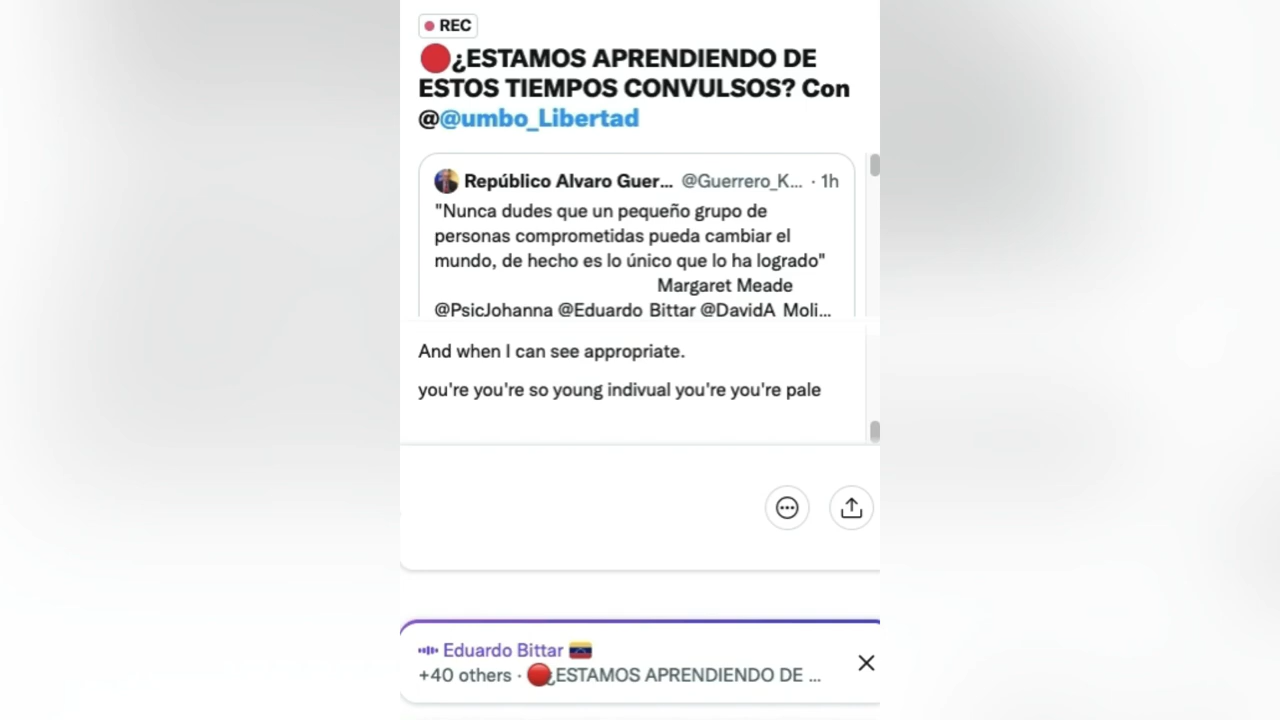 REC
🔴¿ESTAMOS APRENDIENDO DE
ESTOS TIEMPOS CONVULSOS? Con
@@umbo_Libertad
Repúblico Alvaro Guer... @Guerrero_K... · 1h
"Nunca dudes que un pequeño grupo de
personas comprometidas pueda cambiar el
mundo, de hecho es lo único que lo ha logrado"
Margaret Meade
@PsicJohanna @Eduardo_Bittar @DavidA_Moli...
And when I can see appropriate.
you're you're so young indivual you're you're pale
Eduardo Bittar 🇻🇪
+40 others · 🔴¿ESTAMOS APRENDIENDO DE ...